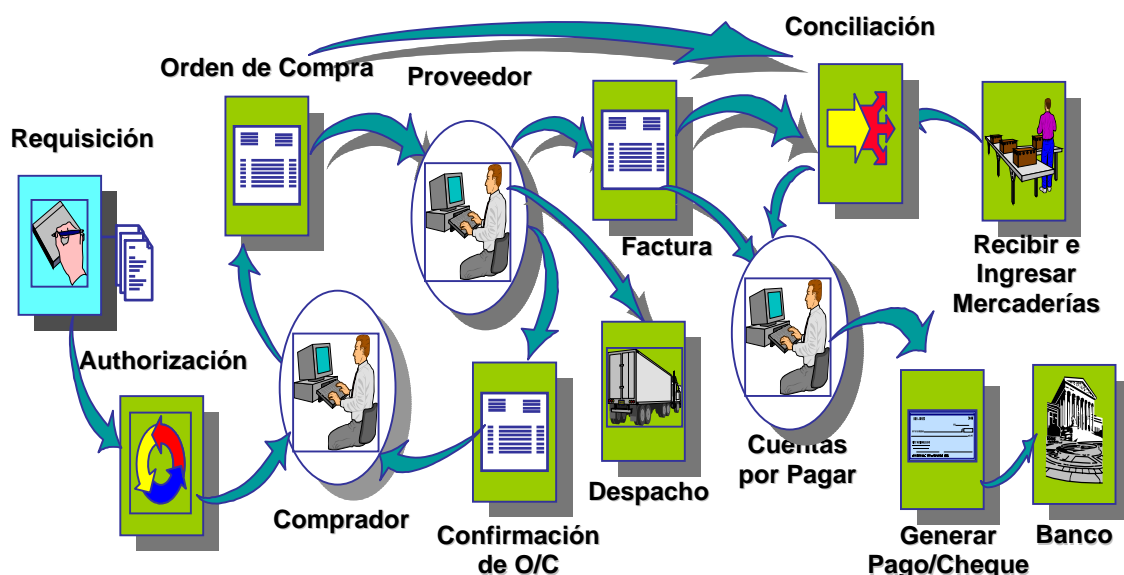 Conciliación
Orden de Compra
Proveedor
Requisición
Factura
Recibir e
Ingresar
Mercaderías
Authorización
Cuentas
por Pagar
Despacho
Comprador
Confirmación
de O/C
Generar
Pago/Cheque
Banco